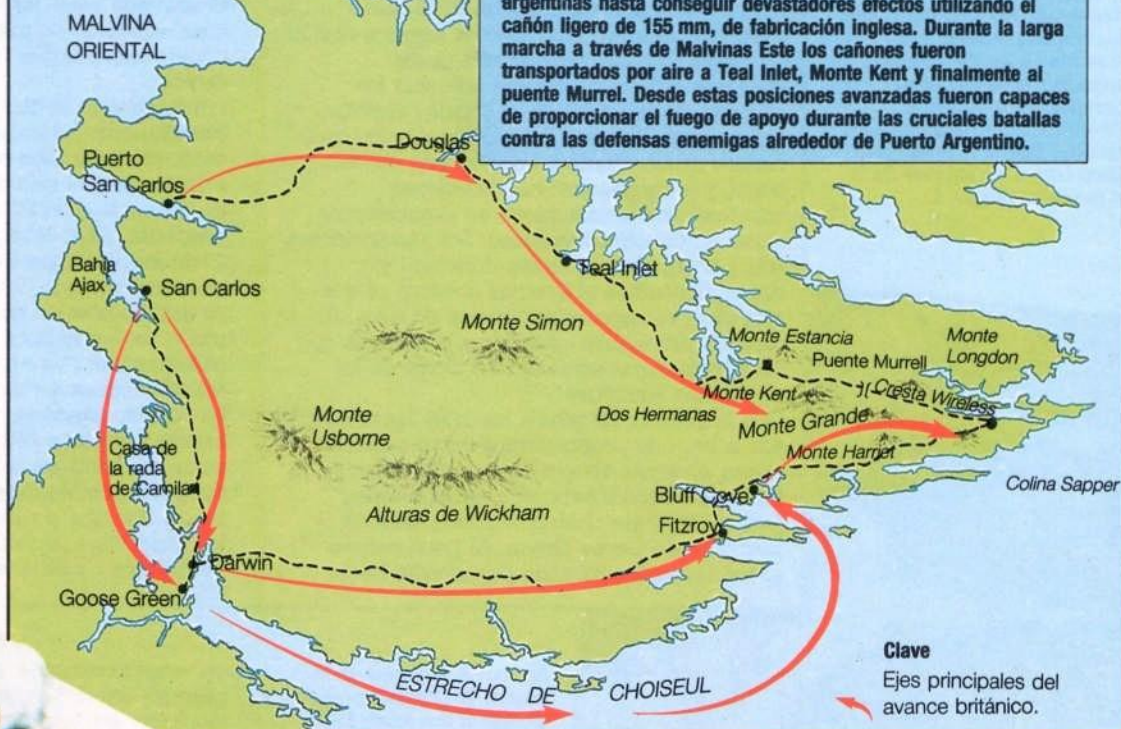 MALVINA
ORIENTAL
argentinas hasta conseguir devastadores efectos utilizando el
cañón ligero de 155 mm, de fabricación inglesa. Durante la larga
marcha a través de Malvinas Este los cañones fueron
transportados por aire a Teal Inlet, Monte Kent y finalmente al
puente Murrel. Desde estas posiciones avanzadas fueron capaces
de proporcionar el fuego de apoyo durante las cruciales batallas
contra las defensas enemigas alrededor de Puerto Argentino.
Douglas
Puerto
San Carlos
Bahia
Ajax
San Carlos
Teal Inlet
Monte Simon
Monte Estancia
Monte
Longdon
Puente Murrell
Monte Kent
Cresta Wireless
Dos Hermanas
Monte Grande
Monte
Usborne
Monte Harriet
Casa de
la rada
de Camila
Colina Sapper
Bluff Cove
Alturas de Wickham
Fitzroy
Darwin
Goose Green
ESTRECHO DE CHOISEUL
Clave
Ejes principales del
avance británico.